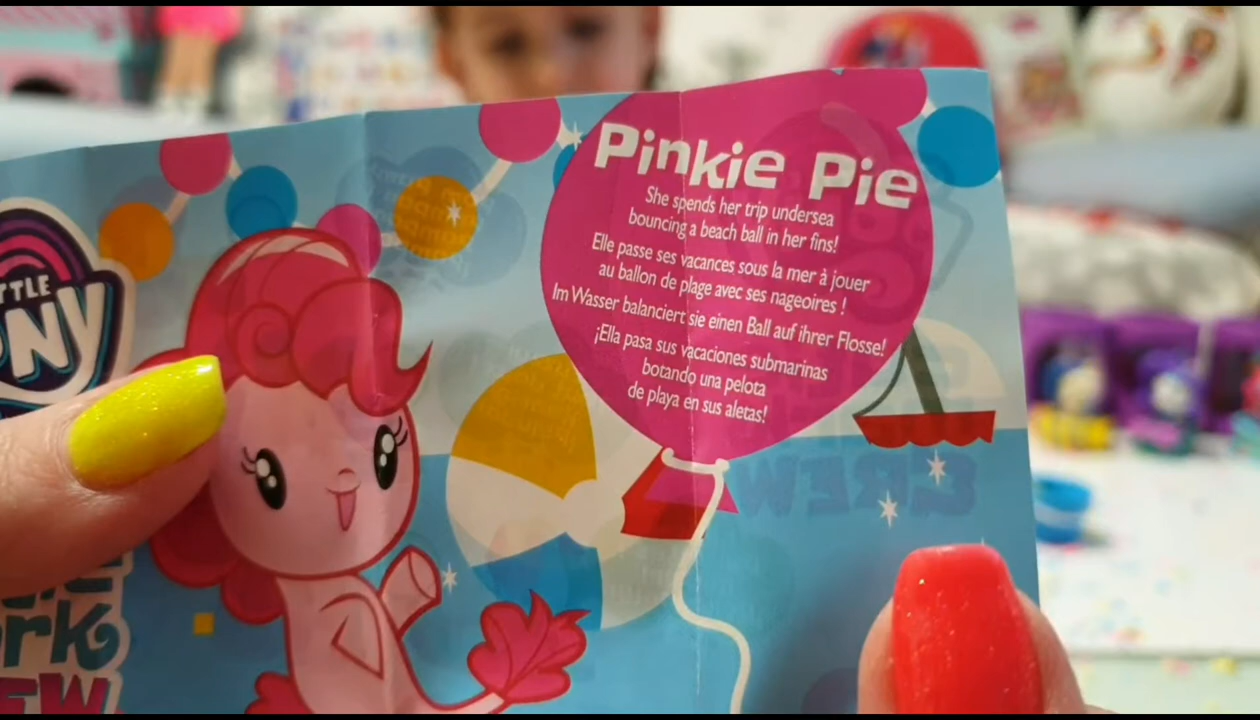 Pinkie Pie
She spends her trip undersea
bouncing a beach ball in her fins!
Elle passe ses vacances sous la mer à jouer
au ballon de plage avec ses nageoires !
Im Wasser balanciert sie einen Ball auf ihrer Flosse!
¡Ella pasa sus vacaciones submarinas
botando una pelota
de playa en sus aletas!
TTLE
ONY
ark
EW
CREW